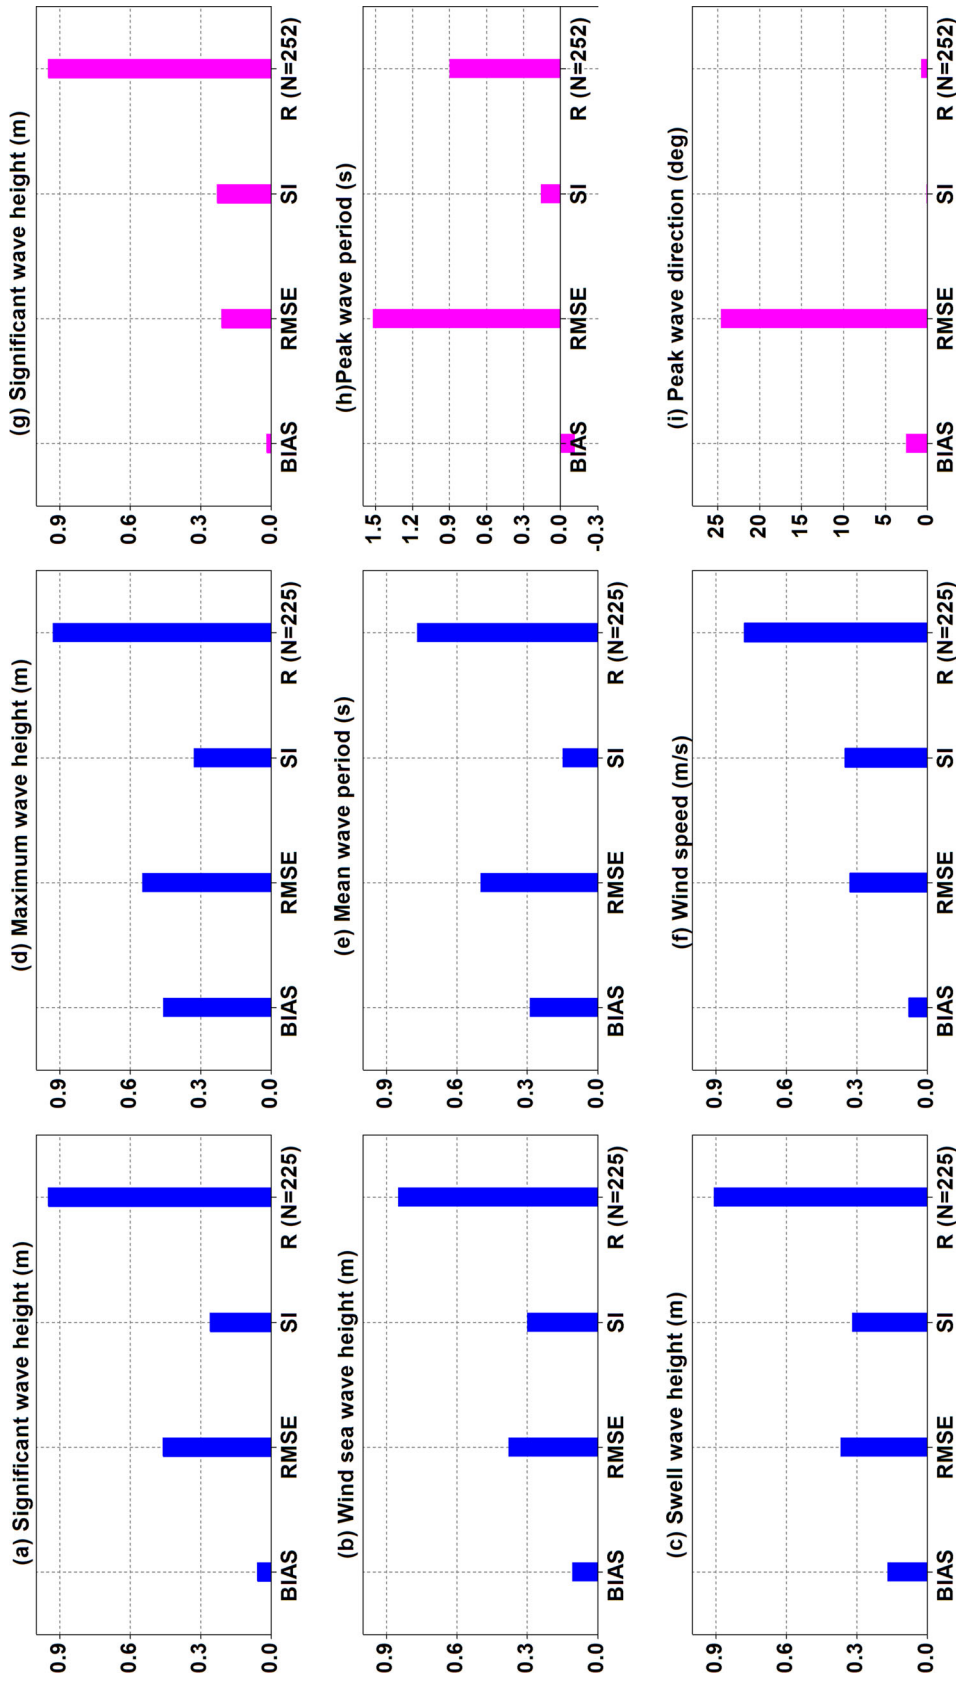 (a) Significant wave height (m)
0.9
0.6
0.3
0.0
BIAS RMSE SI R (N=225)
(b) Wind sea wave height (m)
0.9
0.6
0.3
0.0
BIAS RMSE SI R (N=225)
(c) Swell wave height (m)
0.9
0.6
0.3
0.0
BIAS RMSE SI R (N=225)
(d) Maximum wave height (m)
0.9
0.6
0.3
0.0
BIAS RMSE SI R (N=225)
(e) Mean wave period (s)
0.9
0.6
0.3
0.0
BIAS RMSE SI R (N=225)
(f) Wind speed (m/s)
0.9
0.6
0.3
0.0
BIAS RMSE SI R (N=225)
(g) Significant wave height (m)
0.9
0.6
0.3
0.0
BIAS RMSE SI R (N=252)
(h)Peak wave period (s)
1.5
1.2
0.9
0.6
0.3
0.0
-0.3
BIAS RMSE SI R (N=252)
(i) Peak wave direction (deg)
25
20
15
10
5
0
BIAS RMSE SI R (N=252)